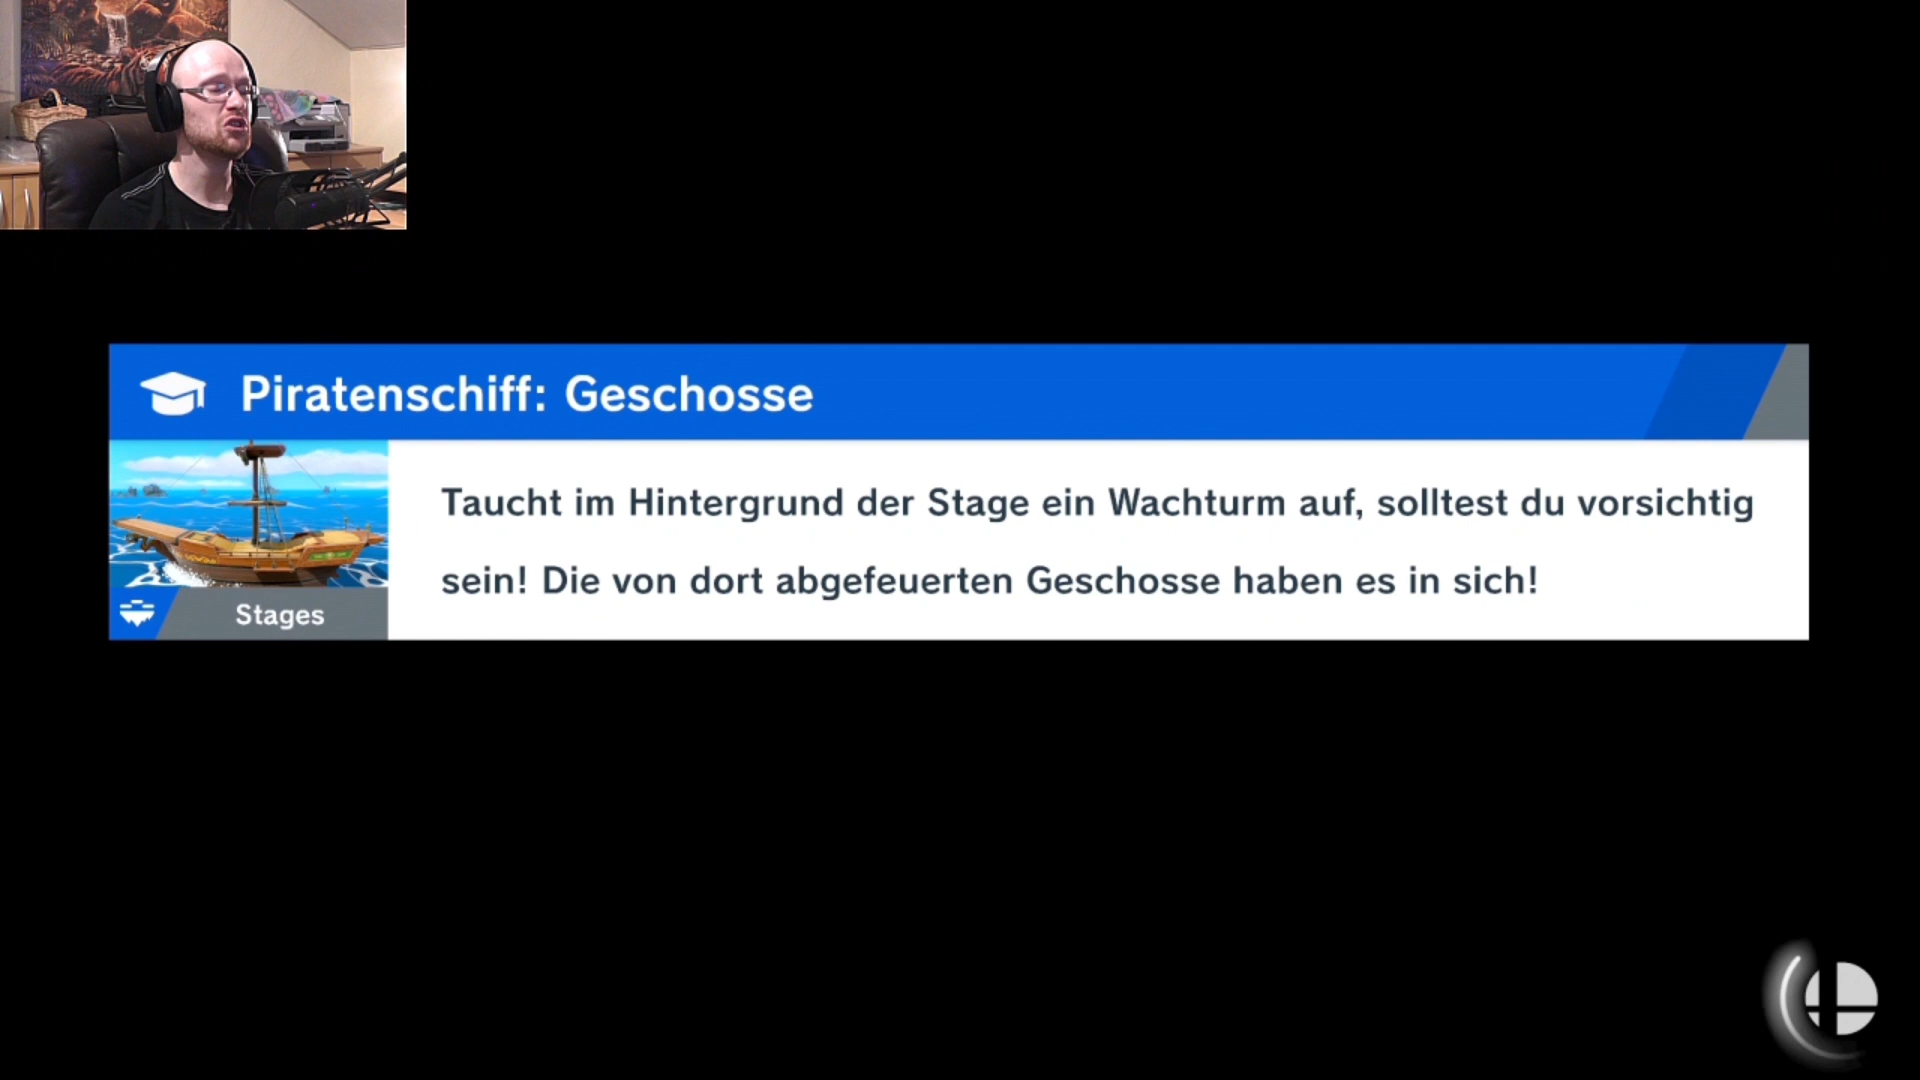 Piratenschiff: Geschosse
Taucht im Hintergrund der Stage ein Wachturm auf, solltest du vorsichtig
sein! Die von dort abgefeuerten Geschosse haben es in sich!
Stages